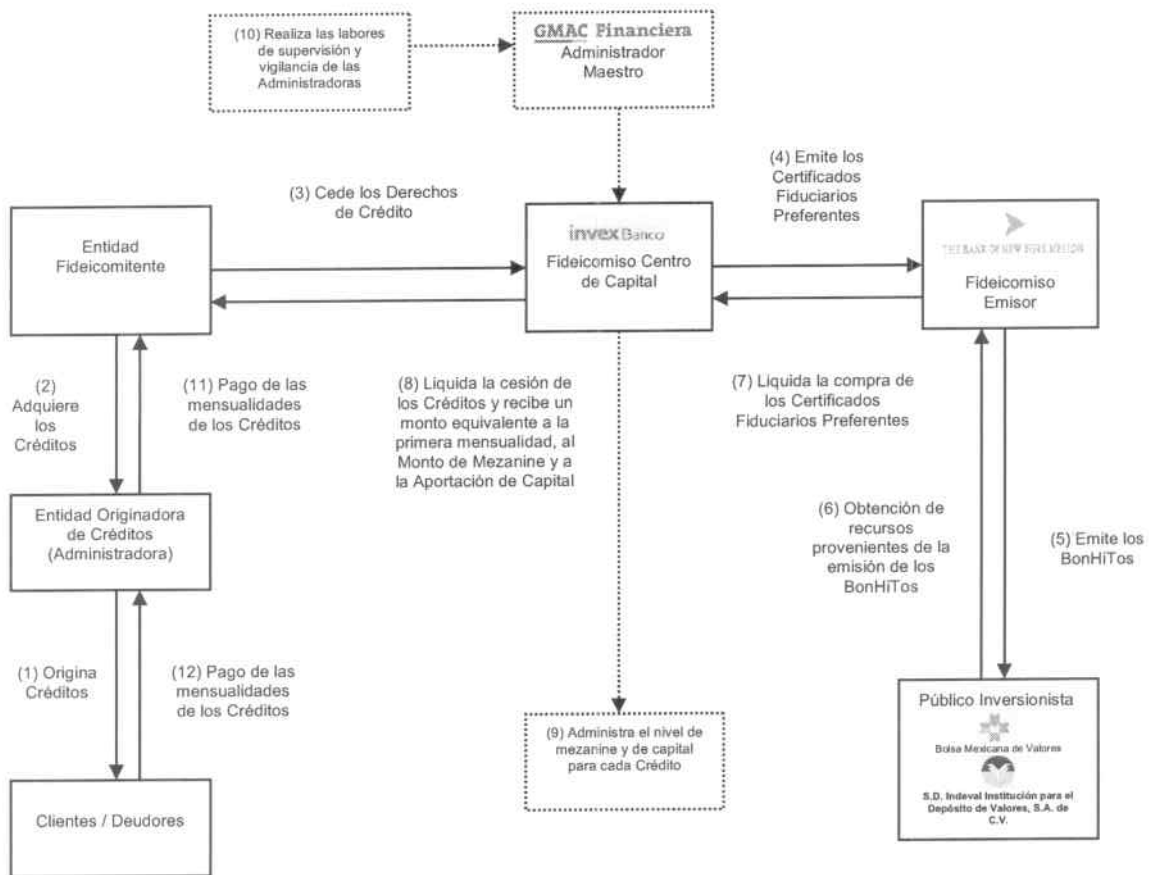 (10) Realiza las labores
de supervisión y
vigilancia de las
Administradoras
GMAC Financiera
Administrador
Maestro
(3) Cede los Derechos
de Crédito
(4) Emite los
Certificados
Fiduciarios
Preferentes
Entidad
Fideicomitente
invex Banco
Fideicomiso Centro
de Capital
THE BANK OF NEW YORK MELLON
Fideicomiso
Emisor
(2)
Adquiere
los
Créditos
(11) Pago de las
mensualidades
de los Créditos
(8) Liquida la cesión de
los Créditos y recibe un
monto equivalente a la
primera mensualidad, al
Monto de Mezanine y a
la Aportación de Capital
(7) Liquida la compra de
los Certificados
Fiduciarios Preferentes
Entidad Originadora
de Créditos
(Administradora)
(6) Obtención de
recursos
provenientes de la
emisión de los
BonHiTos
(5) Emite los
BonHiTos
(1) Origina
Créditos
(12) Pago de las
mensualidades
de los Créditos
(9) Administra el nivel de
mezanine y de capital
para cada Crédito
Público Inversionista
Bolsa Mexicana de Valores
S.D. Indeval Institución para el
Depósito de Valores, S.A. de
C.V.
Clientes / Deudores